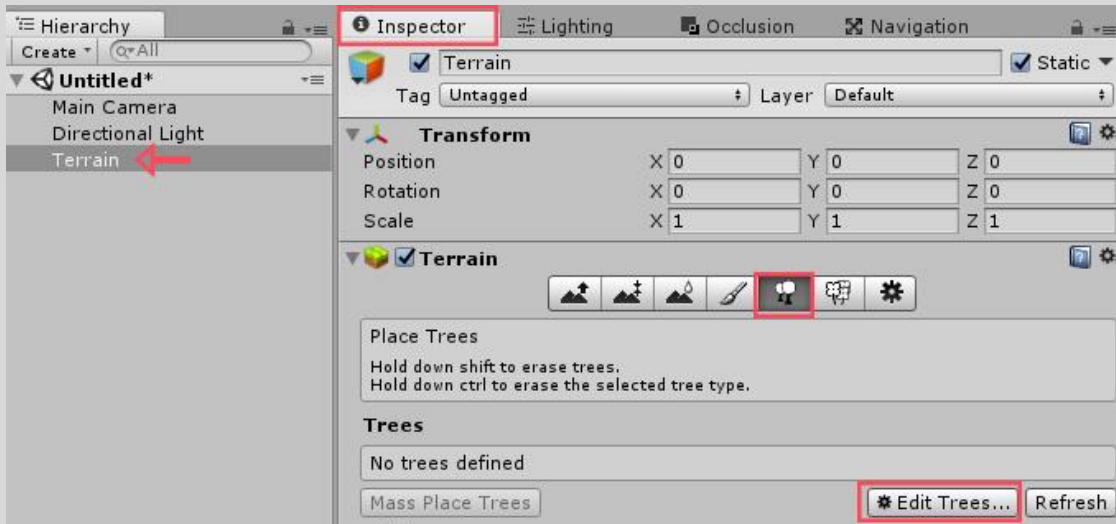 Hierarchy
Create All
Untitled*
Main Camera
Directional Light
Terrain
Inspector Lighting Occlusion Navigation
Terrain Static
Tag Untagged Layer Default
Transform
Position X 0 Y 0 Z 0
Rotation X 0 Y 0 Z 0
Scale X 1 Y 1 Z 1
Terrain
Place Trees
Hold down shift to erase trees.
Hold down ctrl to erase the selected tree type.
Trees
No trees defined
Mass Place Trees Edit Trees... Refresh